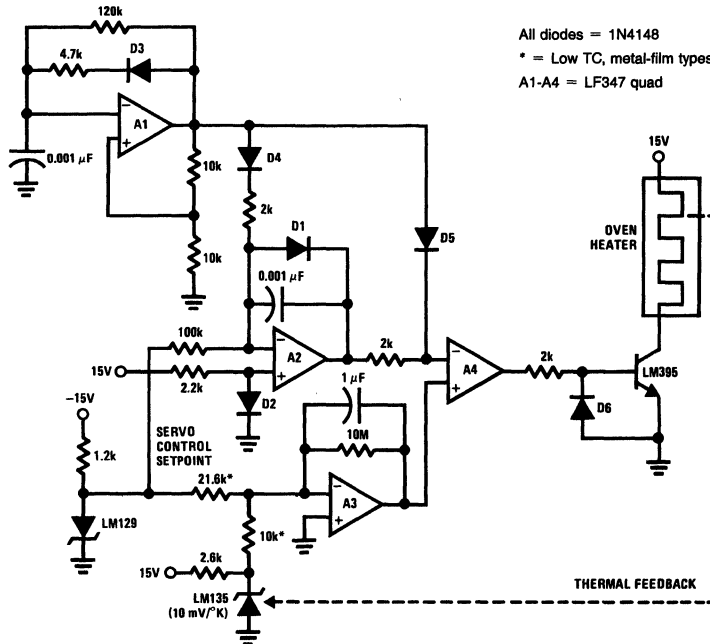 120k
4.7k
D3
All diodes = 1N4148
* = Low TC, metal-film types
A1-A4 = LF347 quad
−
A1
+
0.001 μF
10k
D4
2k
10k
D1
0.001 μF
D5
15V
OVEN
HEATER
100k
−
A2
+
2k
−
A4
+
2k
LM395
15V
2.2k
D2
D6
−15V
1.2k
SERVO
CONTROL
SETPOINT
1 μF
10M
21.6k*
−
A3
+
LM129
10k*
15V
2.6k
LM135
(10 mV/°K)
THERMAL FEEDBACK